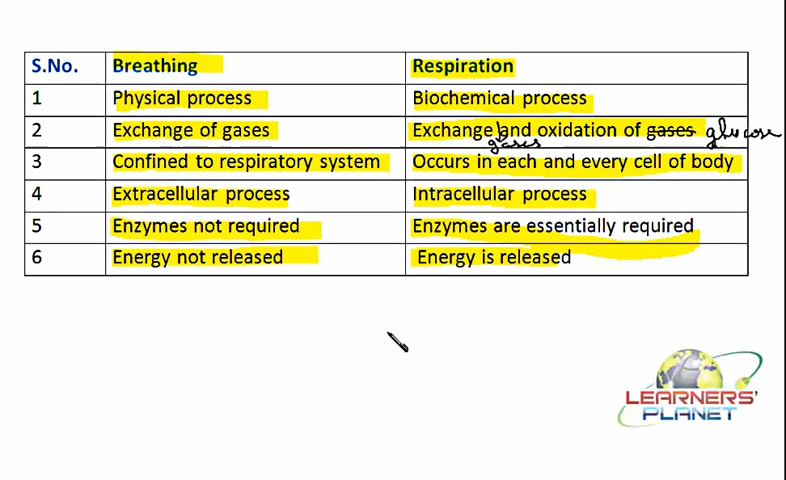 S.No. Breathing Respiration
1 Physical process Biochemical process
2 Exchange of gases Exchange and oxidation of gases glucose
gases
3 Confined to respiratory system Occurs in each and every cell of body
4 Extracellular process Intracellular process
5 Enzymes not required Enzymes are essentially required
6 Energy not released Energy is released
LEARNERS'
PLANET